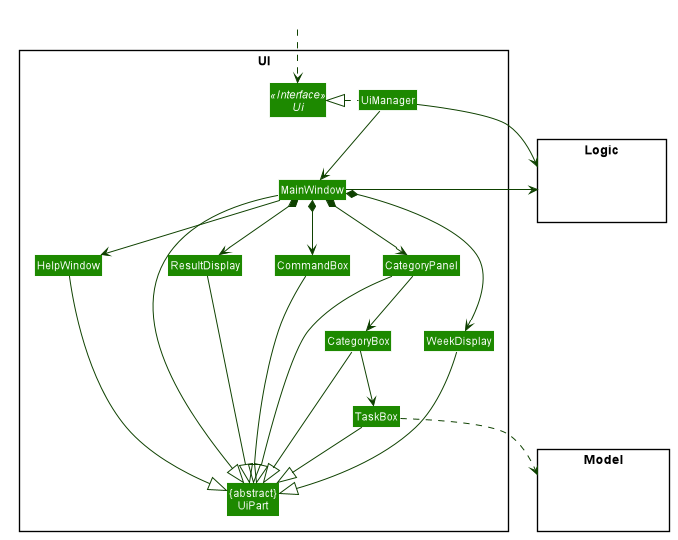 UI
«Interface»
Ui
UiManager
Logic
MainWindow
HelpWindow
ResultDisplay
CommandBox
CategoryPanel
CategoryBox
WeekDisplay
TaskBox
Model
{abstract}
UiPart